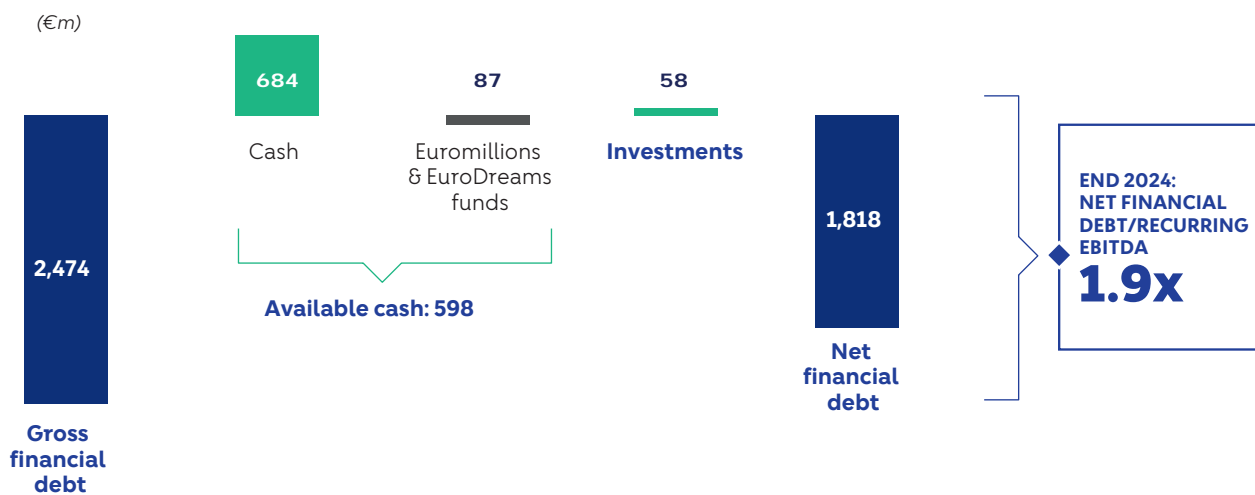 (€m)
684
87
58
Cash
Euromillions
& EuroDreams
funds
Investments
2,474
Available cash: 598
1,818
Gross
financial
debt
Net
financial
debt
END 2024:
NET FINANCIAL
DEBT/RECURRING
EBITDA
1.9x